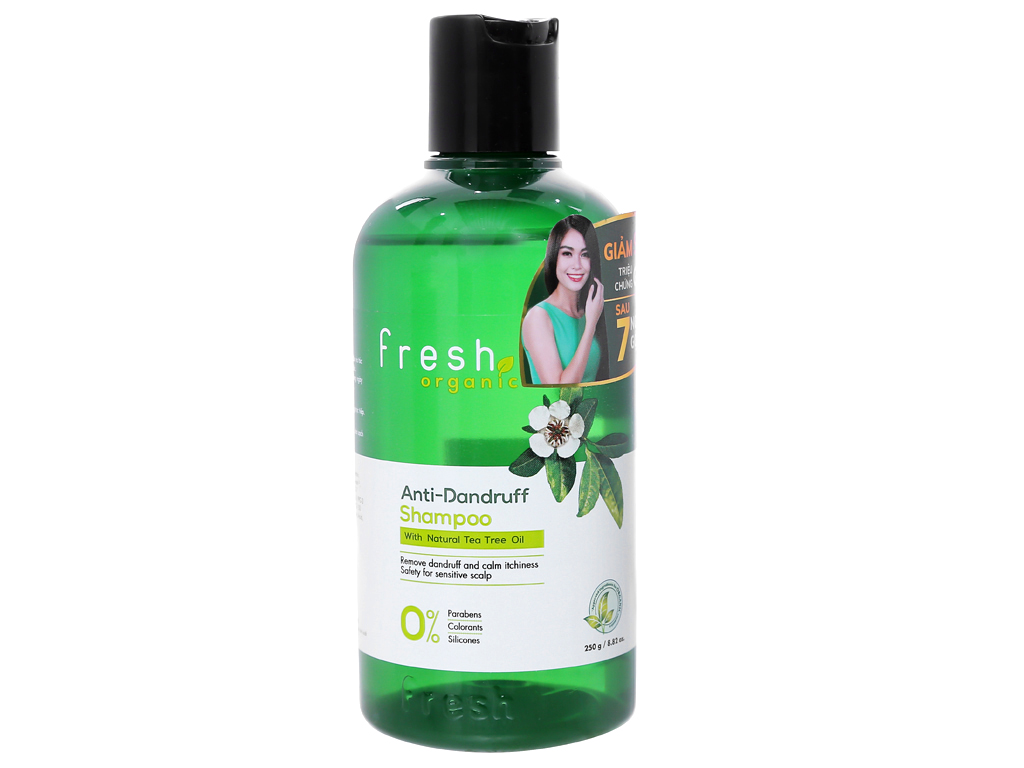 GIẢM
TRIỆU
CHỨNG
SAU
7
fresh
organic
Anti-Dandruff
Shampoo
With Natural Tea Tree Oil
Remove dandruff and calm itchiness
Safety for sensitive scalp
0%
Parabens
Colorants
Silicones
250 g / 8.82 oz.
fresh